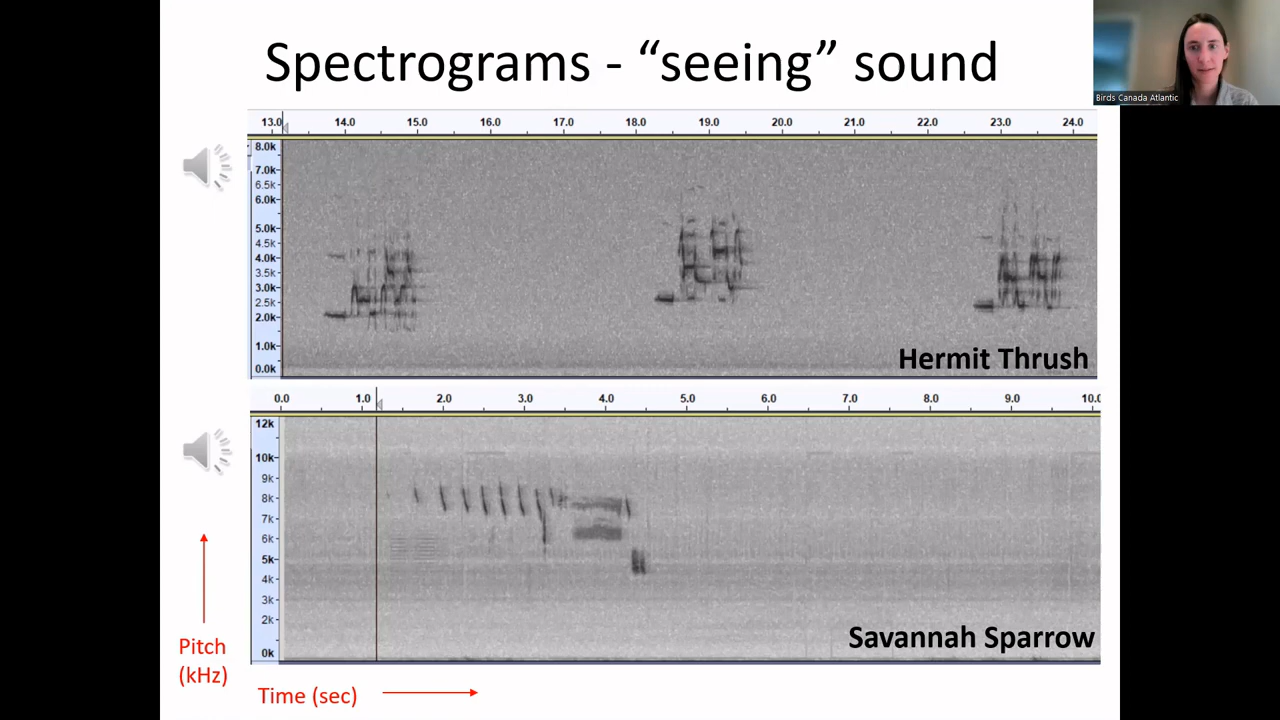 Spectrograms - “seeing” sound
Birds Canada Atlantic
13.0 14.0 15.0 16.0 17.0 18.0 19.0 20.0 21.0 22.0 23.0 24.0
8.0k
7.0k
6.5k
6.0k
5.0k
4.5k
4.0k
3.5k
3.0k
2.5k
2.0k
1.0k
0.0k
Hermit Thrush
0.0 1.0 2.0 3.0 4.0 5.0 6.0 7.0 8.0 9.0 10.0
12k
10k
9k
8k
7k
6k
5k
4k
3k
2k
0k
Savannah Sparrow
Pitch
(kHz)
Time (sec)